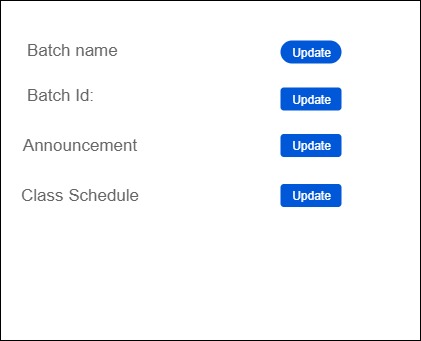 Batch name Update
Batch Id: Update
Announcement Update
Class Schedule Update